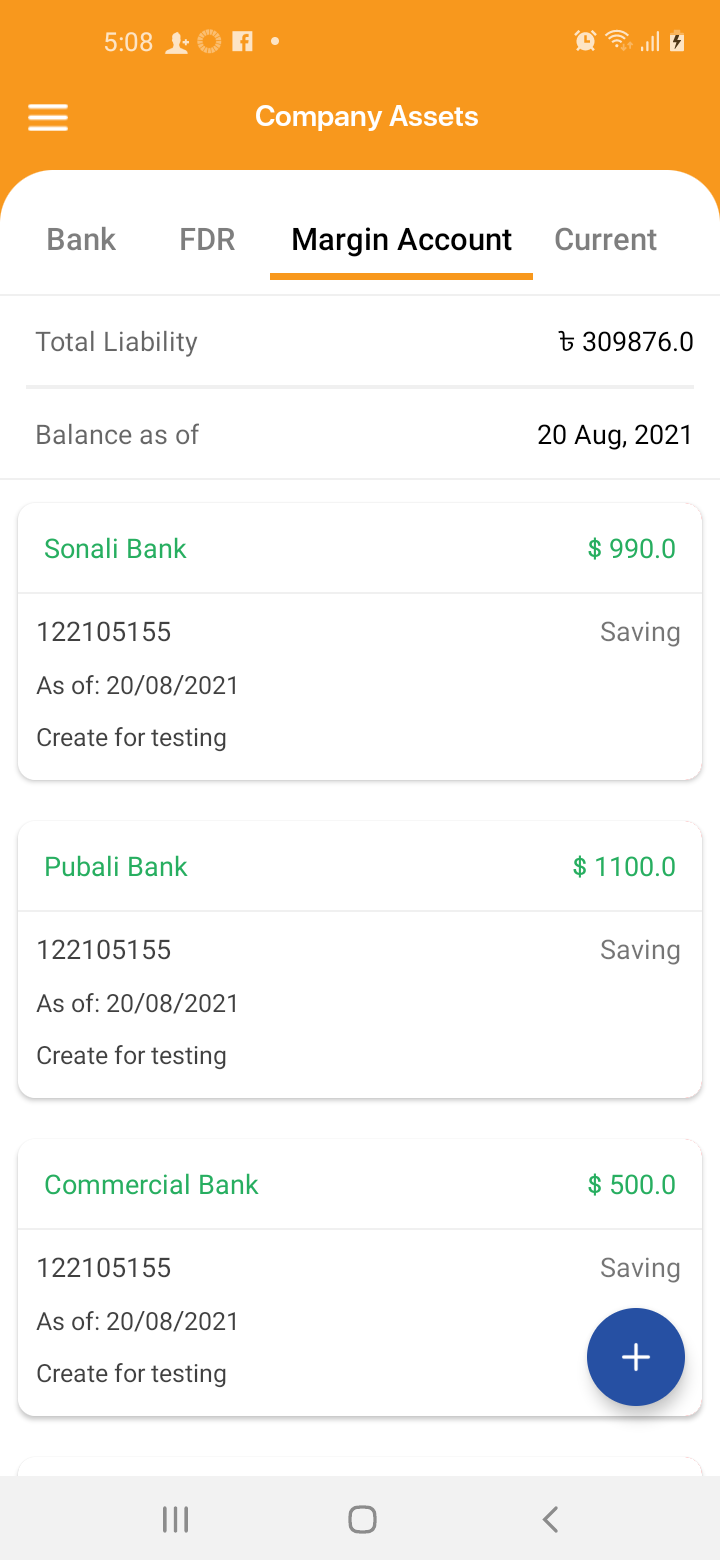 5:08
Company Assets
Bank FDR Margin Account Current
Total Liability ৳ 309876.0
Balance as of 20 Aug, 2021
Sonali Bank $ 990.0
122105155 Saving
As of: 20/08/2021
Create for testing
Pubali Bank $ 1100.0
122105155 Saving
As of: 20/08/2021
Create for testing
Commercial Bank $ 500.0
122105155 Saving
As of: 20/08/2021
Create for testing